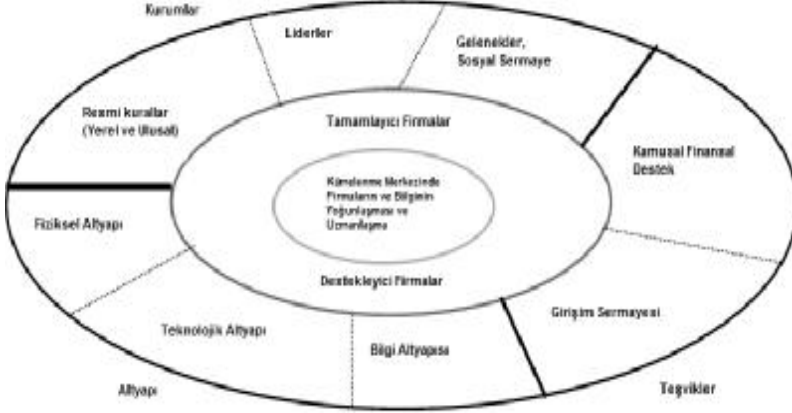 Kurumlar
Liderler
Gelenekler,
Sosyal Sermaye
Resmi kurallar
(Yerel ve Ulusal)
Tamamlayici Firmalar
Kamusal Finansal
Destek
Kümelenme Merkezinde
Firmaların ve Bilginin
Yoğunlaşması ve
Uzmanlaşma
Fiziksel Altyapı
Destekleyici Firmalar
Girişim Sermayesi
Teknolojik Altyapı
Bilgi Altyapısı
Altyapı
Teşvikler